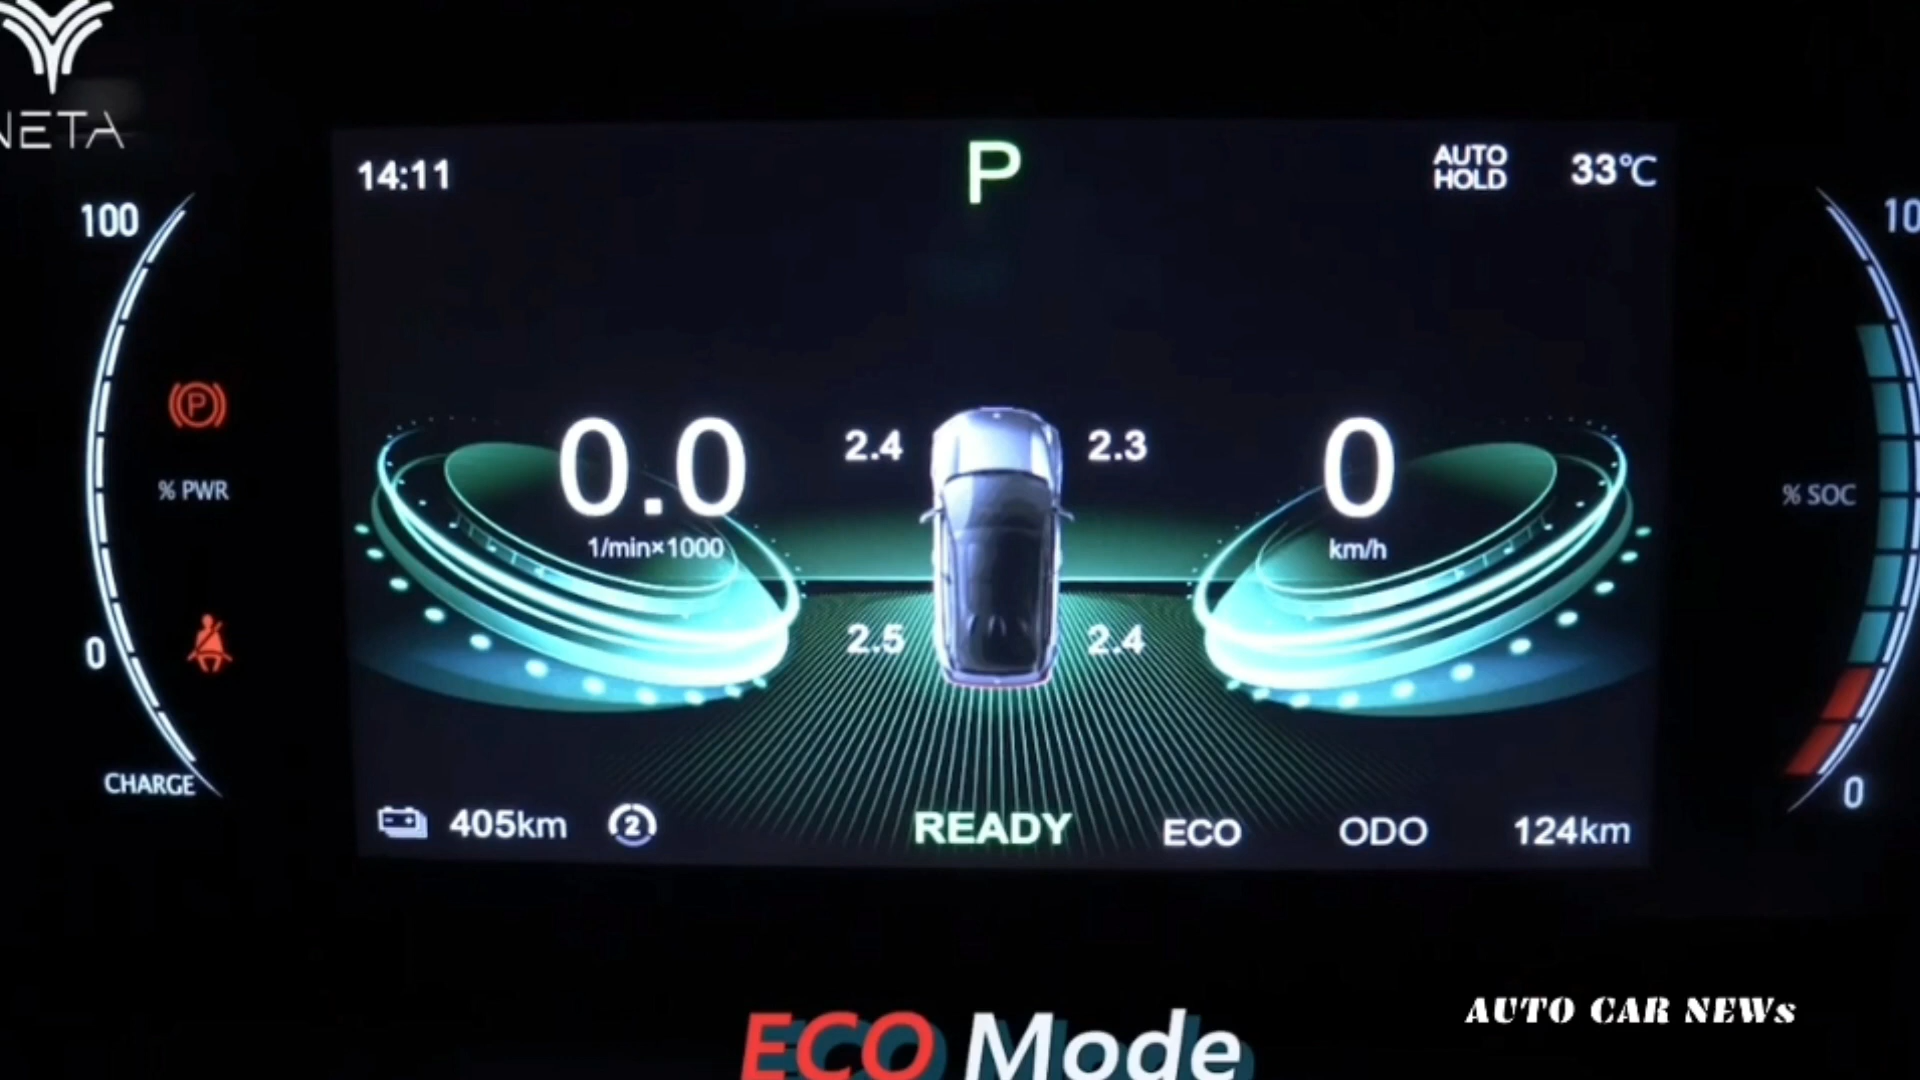 NETA
14:11
P
AUTO
HOLD
33°C
100
10
P
% PWR
0.0
1/min×1000
2.4
2.3
0
km/h
% SOC
2.5
2.4
0
CHARGE
0
405km
2
READY
ECO
ODO
124km
AUTO CAR NEWs
ECO Mode